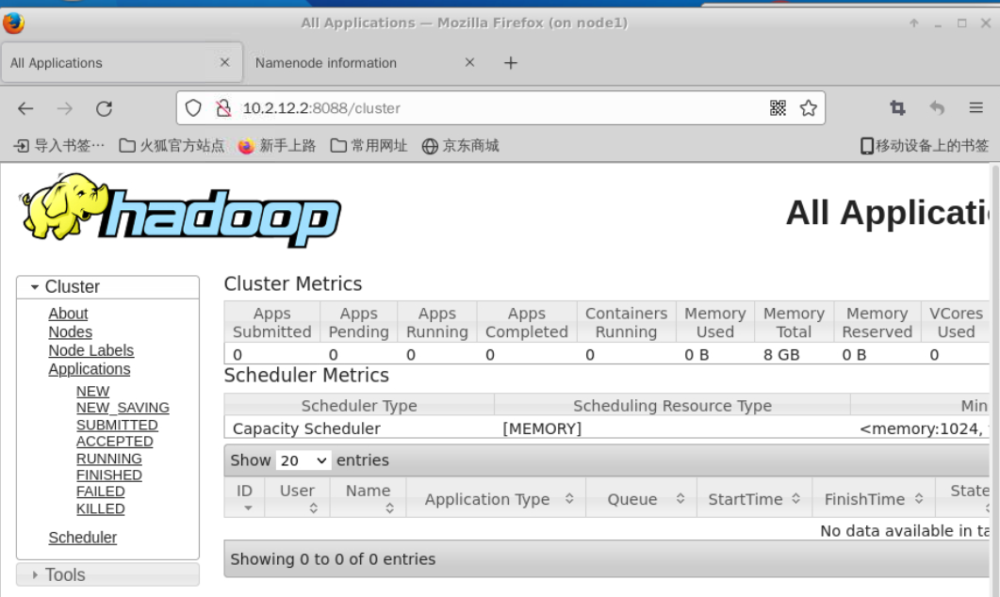 All Applications — Mozilla Firefox (on node1)
All Applications
Namenode information
10.2.12.2:8088/cluster
导入书签… 火狐官方站点 新手上路 常用网址 京东商城 移动设备上的书签
hadoop
All Applicati
Cluster
About
Nodes
Node Labels
Applications
NEW
NEW_SAVING
SUBMITTED
ACCEPTED
RUNNING
FINISHED
FAILED
KILLED
Scheduler
Tools
Cluster Metrics
Apps Submitted Apps Pending Apps Running Apps Completed Containers Running Memory Used Memory Total Memory Reserved VCores Used
0 0 0 0 0 0 B 8 GB 0 B 0
Scheduler Metrics
Scheduler Type Scheduling Resource Type Min
Capacity Scheduler [MEMORY] <memory:1024,
Show 20 entries
ID User Name Application Type Queue StartTime FinishTime State
No data available in ta
Showing 0 to 0 of 0 entries